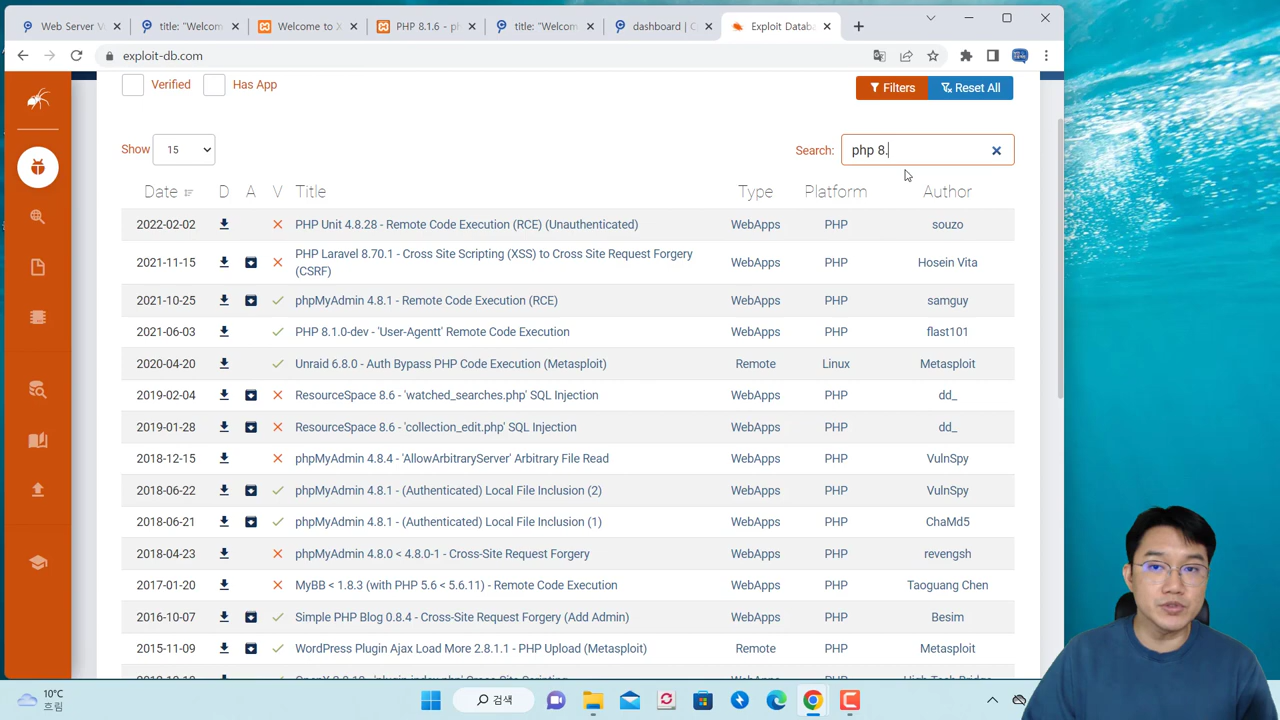 Web Server V
title: "Welcom
Welcome to X
PHP 8.1.6 - ph
title: "Welcom
dashboard | C
Exploit Databa
exploit-db.com
Verified
Has App
Filters
Reset All
Show
15
Search:
php 8.
Date D A V Title Type Platform Author
2022-02-02 PHP Unit 4.8.28 - Remote Code Execution (RCE) (Unauthenticated) WebApps PHP souzo
2021-11-15 PHP Laravel 8.70.1 - Cross Site Scripting (XSS) to Cross Site Request Forgery (CSRF) WebApps PHP Hosein Vita
2021-10-25 phpMyAdmin 4.8.1 - Remote Code Execution (RCE) WebApps PHP samguy
2021-06-03 PHP 8.1.0-dev - 'User-Agentt' Remote Code Execution WebApps PHP flast101
2020-04-20 Unraid 6.8.0 - Auth Bypass PHP Code Execution (Metasploit) Remote Linux Metasploit
2019-02-04 ResourceSpace 8.6 - 'watched_searches.php' SQL Injection WebApps PHP dd_
2019-01-28 ResourceSpace 8.6 - 'collection_edit.php' SQL Injection WebApps PHP dd_
2018-12-15 phpMyAdmin 4.8.4 - 'AllowArbitraryServer' Arbitrary File Read WebApps PHP VulnSpy
2018-06-22 phpMyAdmin 4.8.1 - (Authenticated) Local File Inclusion (2) WebApps PHP VulnSpy
2018-06-21 phpMyAdmin 4.8.1 - (Authenticated) Local File Inclusion (1) WebApps PHP ChaMd5
2018-04-23 phpMyAdmin 4.8.0 < 4.8.0-1 - Cross-Site Request Forgery WebApps PHP revengsh
2017-01-20 MyBB < 1.8.3 (with PHP 5.6 < 5.6.11) - Remote Code Execution WebApps PHP Taoguang Chen
2016-10-07 Simple PHP Blog 0.8.4 - Cross-Site Request Forgery (Add Admin) WebApps PHP Besim
2015-11-09 WordPress Plugin Ajax Load More 2.8.1.1 - PHP Upload (Metasploit) Remote PHP Metasploit
10°C
흐림
검색